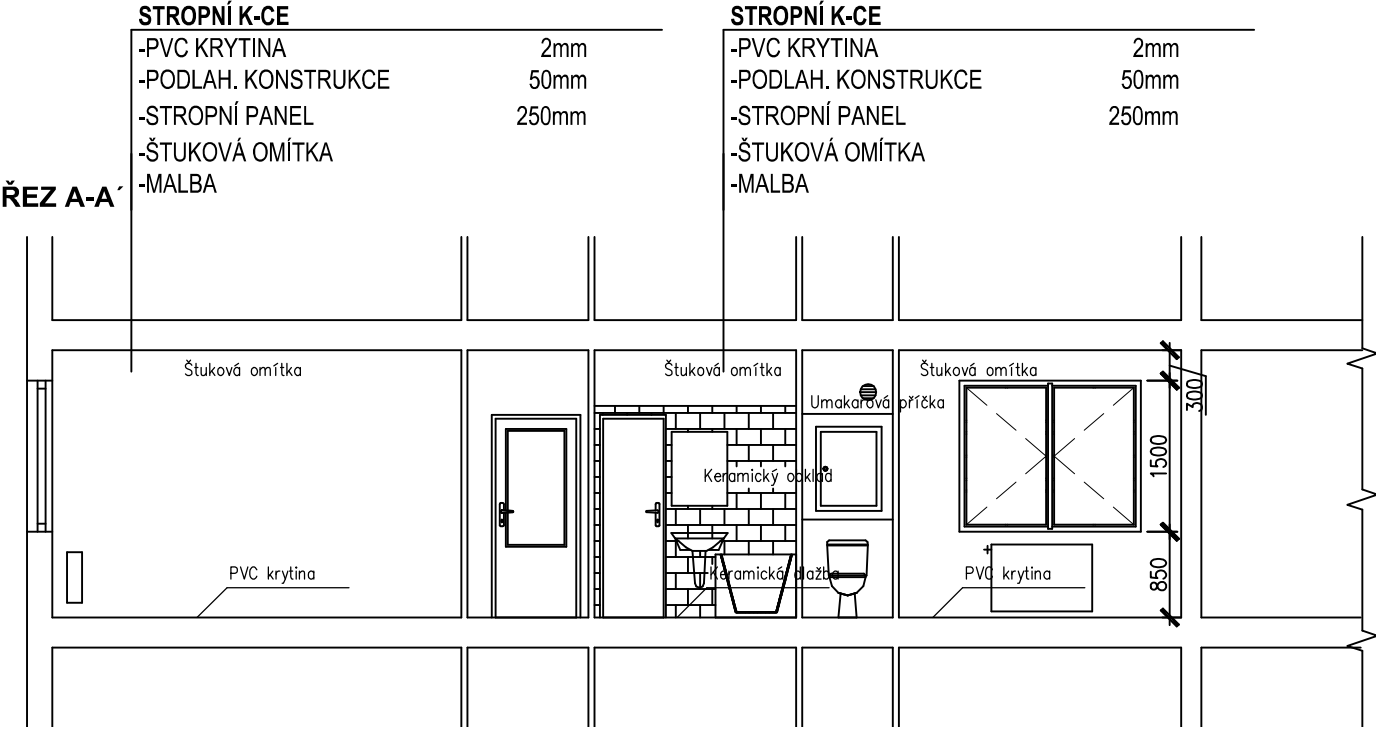 STROPNÍ K-CE
-PVC KRYTINA 2mm
-PODLAH. KONSTRUKCE 50mm
-STROPNÍ PANEL 250mm
-ŠTUKOVÁ OMÍTKA
-MALBA
STROPNÍ K-CE
-PVC KRYTINA 2mm
-PODLAH. KONSTRUKCE 50mm
-STROPNÍ PANEL 250mm
-ŠTUKOVÁ OMÍTKA
-MALBA
ŘEZ A-A´
Štuková omítka
Štuková omítka
Štuková omítka
Umakarová příčka
300
1500
Keramický obklad
850
PVC krytina
Keramická dlažba
PVC krytina